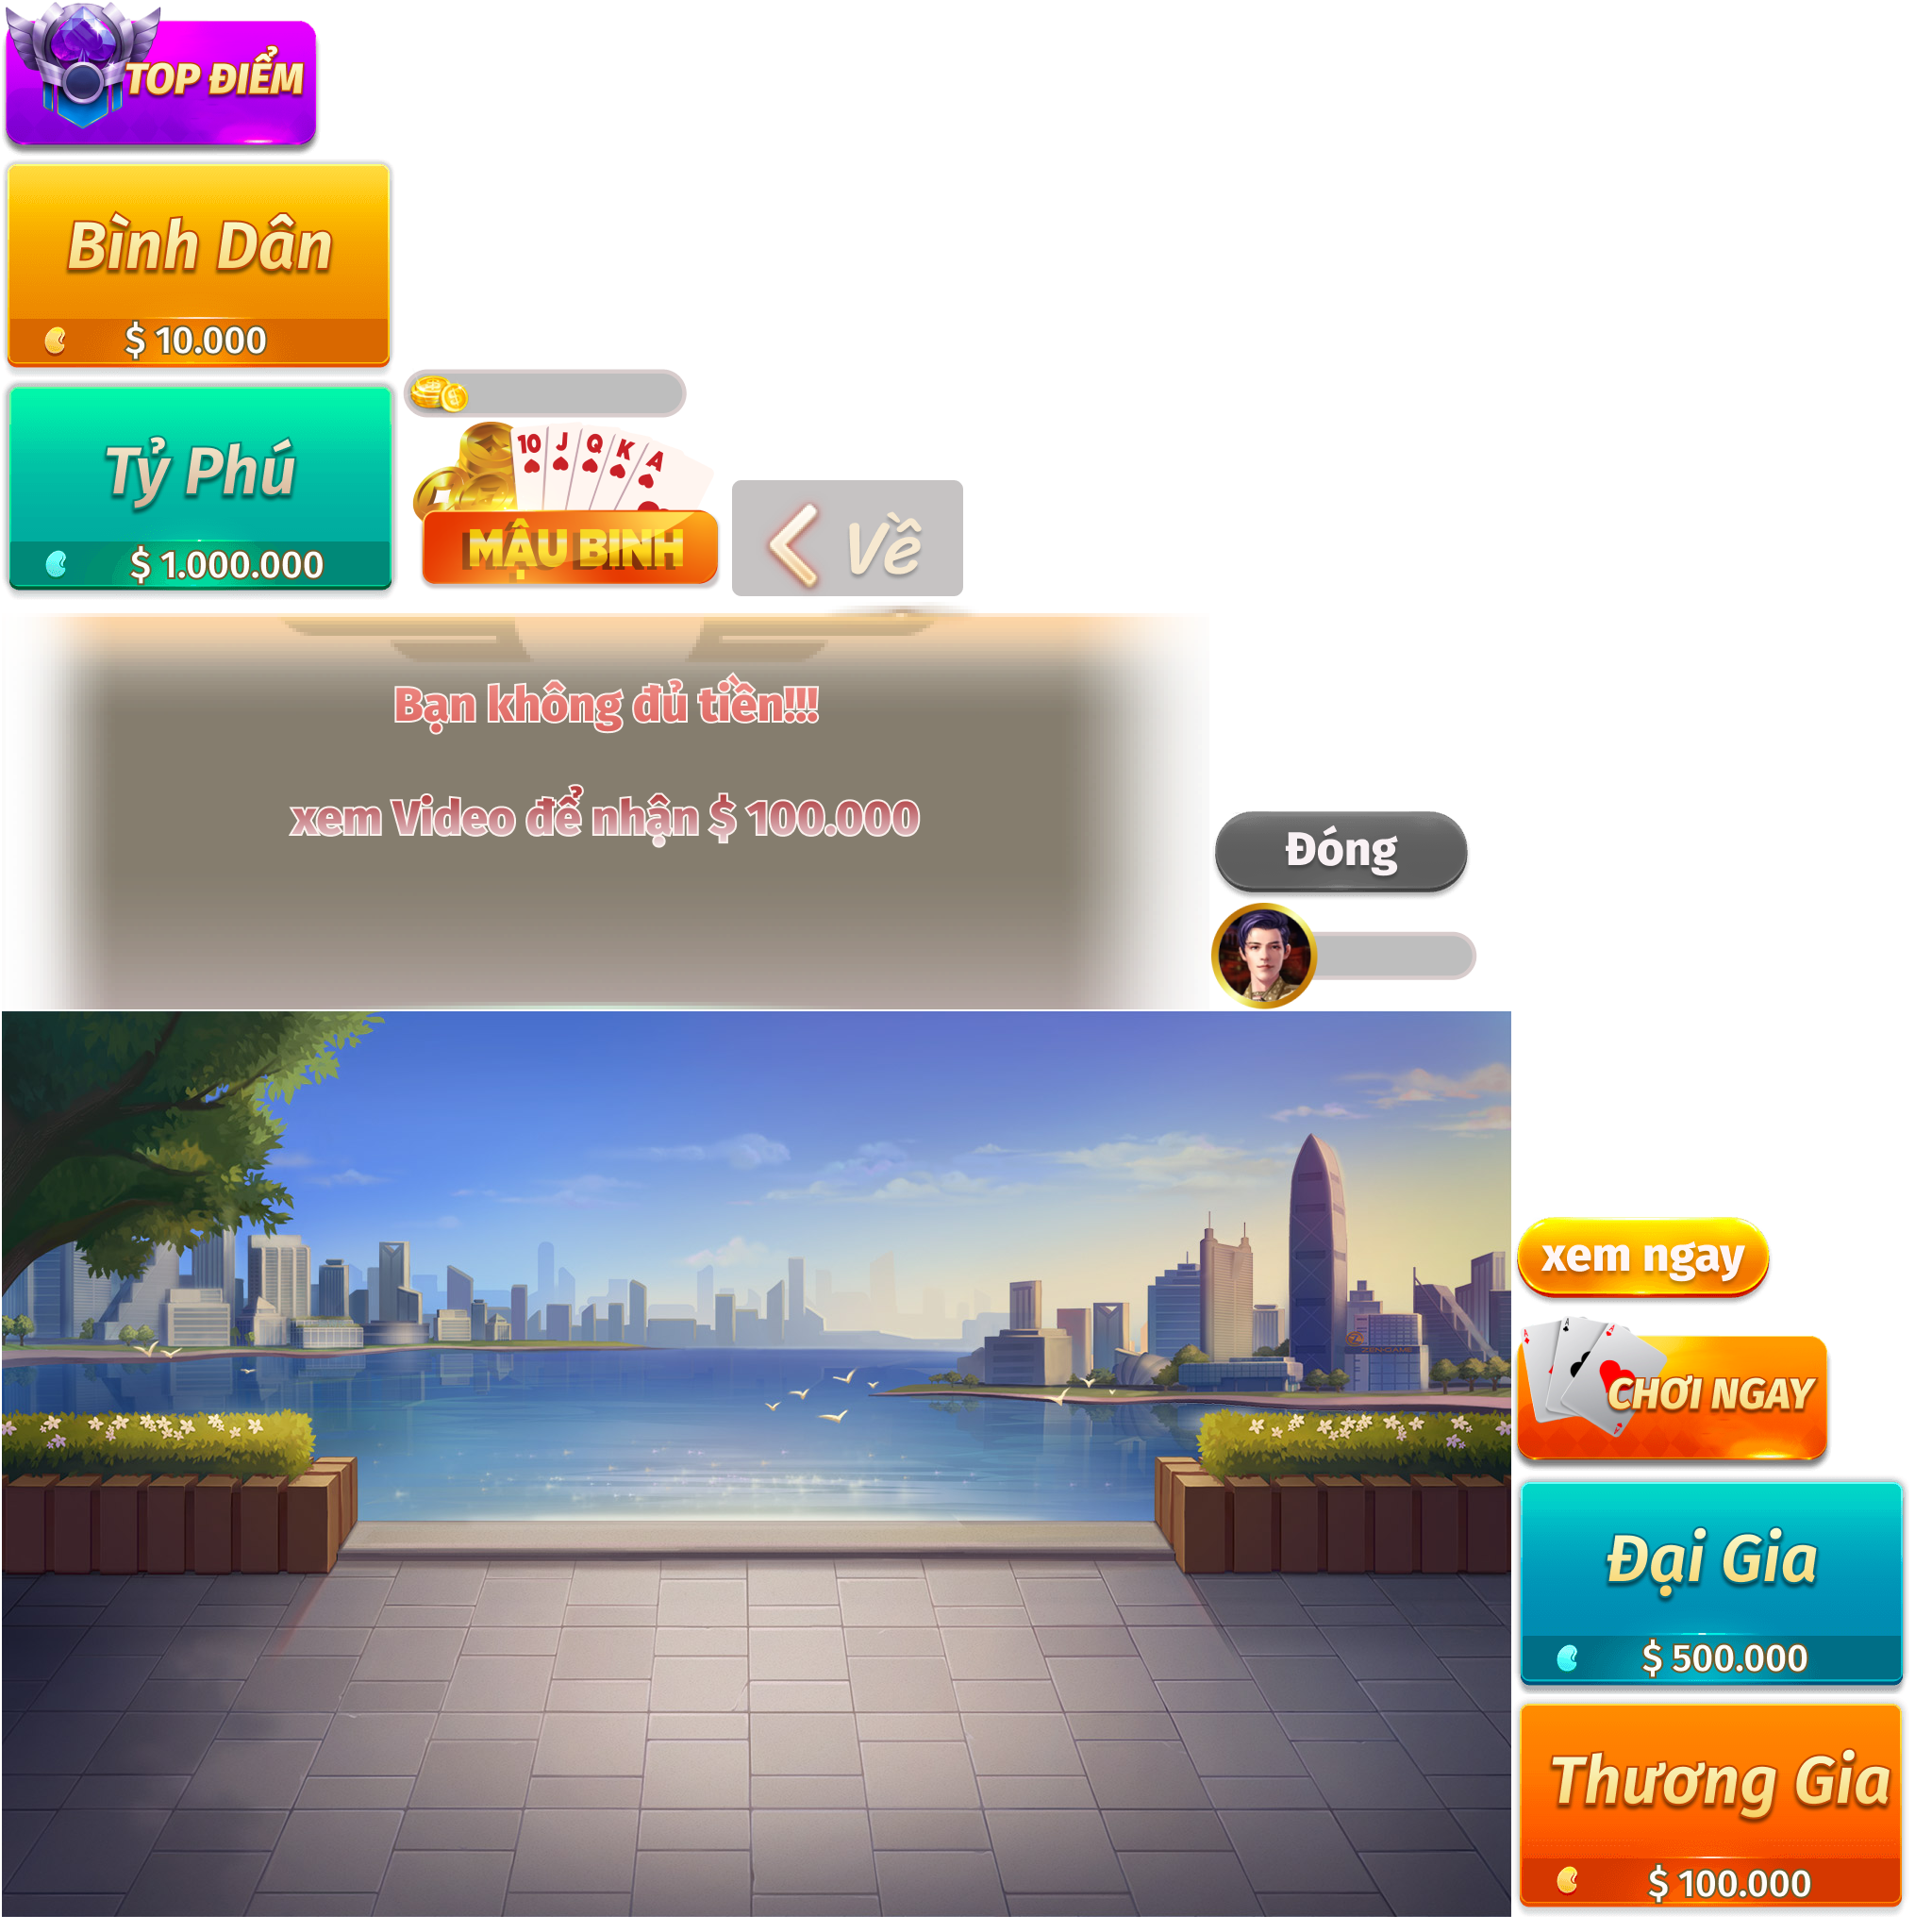 TOP ĐIỂM
Bình Dân
$ 10.000
Tỷ Phú
$ 1.000.000
10 J Q K A
MẬU BINH
Về
Bạn không đủ tiền!!!
xem Video để nhận $ 100.000
Đóng
xem ngay
A A A
CHƠI NGAY
Đại Gia
$ 500.000
Thương Gia
$ 100.000